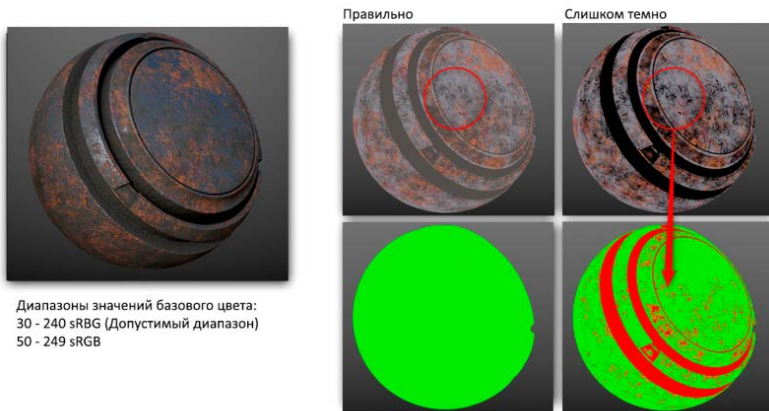 Правильно
Слишком темно
Диапазоны значений базового цвета:
30 - 240 sRBG (Допустимый диапазон)
50 - 249 sRGB